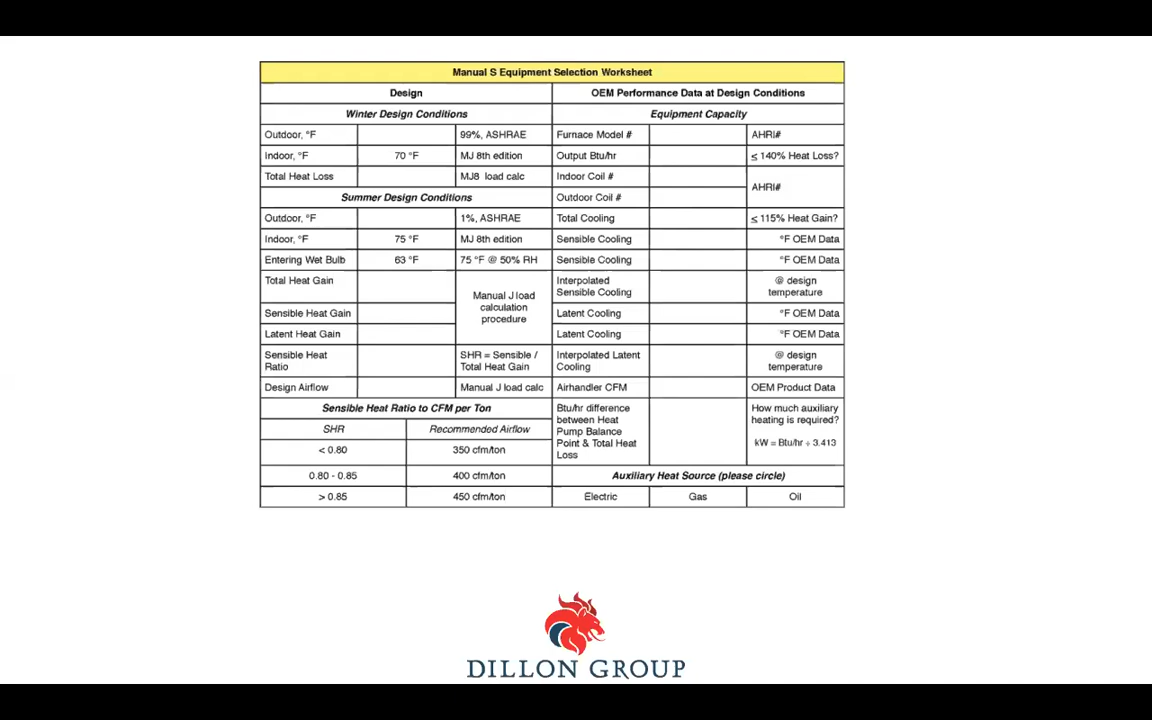 Manual S Equipment Selection Worksheet
Design
OEM Performance Data at Design Conditions
Winter Design Conditions
Equipment Capacity
Outdoor, °F
99%, ASHRAE
Furnace Model #
AHRI#
Indoor, °F
70 °F
MJ 8th edition
Output Btu/hr
≤ 140% Heat Loss?
Total Heat Loss
MJ8 load calc
Indoor Coil #
AHRI#
Summer Design Conditions
Outdoor Coil #
Outdoor, °F
1%, ASHRAE
Total Cooling
≤ 115% Heat Gain?
Indoor, °F
75 °F
MJ 8th edition
Sensible Cooling
°F OEM Data
Entering Wet Bulb
63 °F
75 °F @ 50% RH
Sensible Cooling
°F OEM Data
Total Heat Gain
Manual J load
calculation
procedure
Interpolated
Sensible Cooling
@ design
temperature
Sensible Heat Gain
Latent Cooling
°F OEM Data
Latent Heat Gain
Latent Cooling
°F OEM Data
Sensible Heat
Ratio
SHR = Sensible /
Total Heat Gain
Interpolated Latent
Cooling
@ design
temperature
Design Airflow
Manual J load calc
Airhandler CFM
OEM Product Data
Sensible Heat Ratio to CFM per Ton
Btu/hr difference
between Heat
Pump Balance
Point & Total Heat
Loss
How much auxiliary
heating is required?
kW = Btu/hr ÷ 3.413
SHR
Recommended Airflow
< 0.80
350 cfm/ton
0.80 - 0.85
400 cfm/ton
Auxiliary Heat Source (please circle)
> 0.85
450 cfm/ton
Electric
Gas
Oil
DILLON GROUP